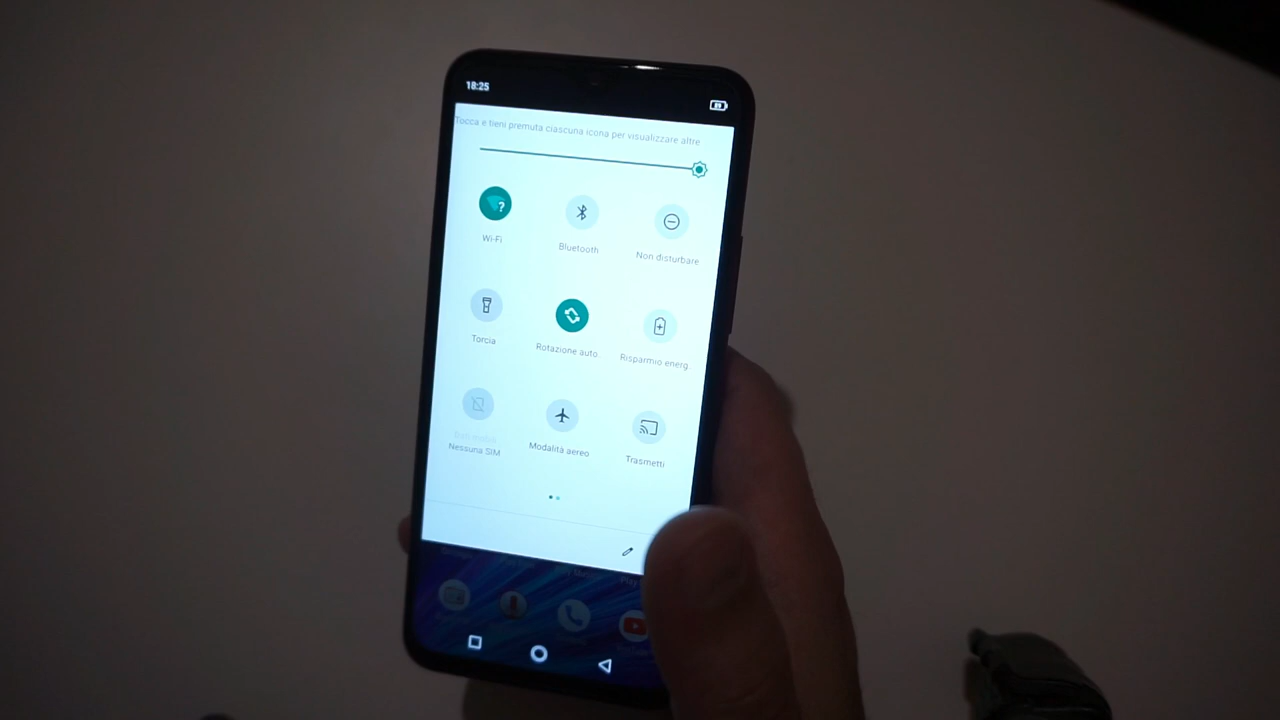 18:25
Tocca e tieni premuta ciascuna icona per visualizzare altre
Wi-Fi
Bluetooth
Non disturbare
Torcia
Rotazione auto
Risparmio energ.
Nessuna SIM
Modalità aereo
Trasmetti